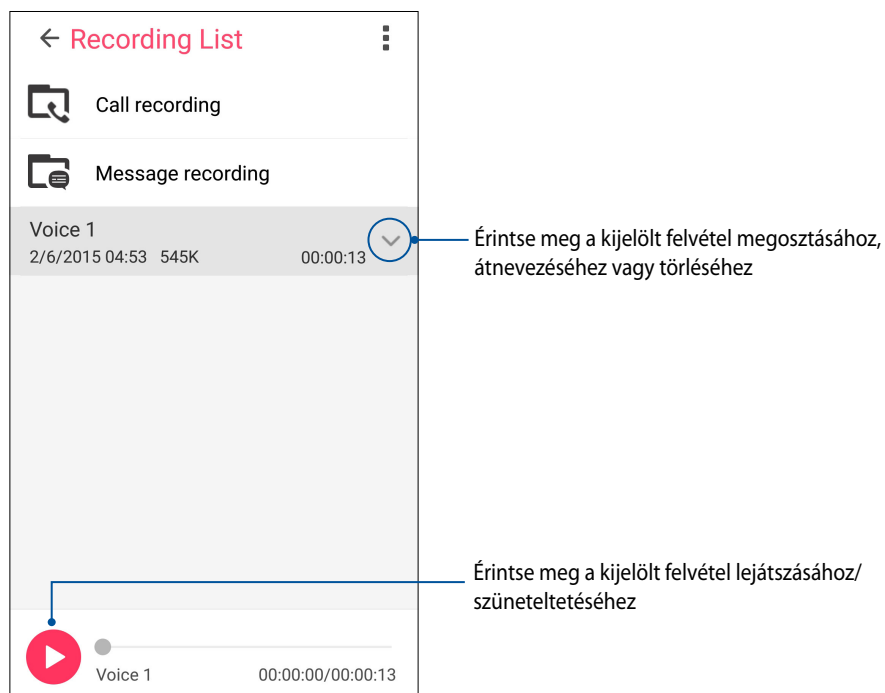 Recording List
Call recording
Message recording
Voice 1
2/6/2015 04:53 545K 00:00:13
Érintse meg a kijelölt felvétel megosztásához,
átnevezéséhez vagy törléséhez
Érintse meg a kijelölt felvétel lejátszásához/
szüneteltetéséhez
Voice 1 00:00:00/00:00:13